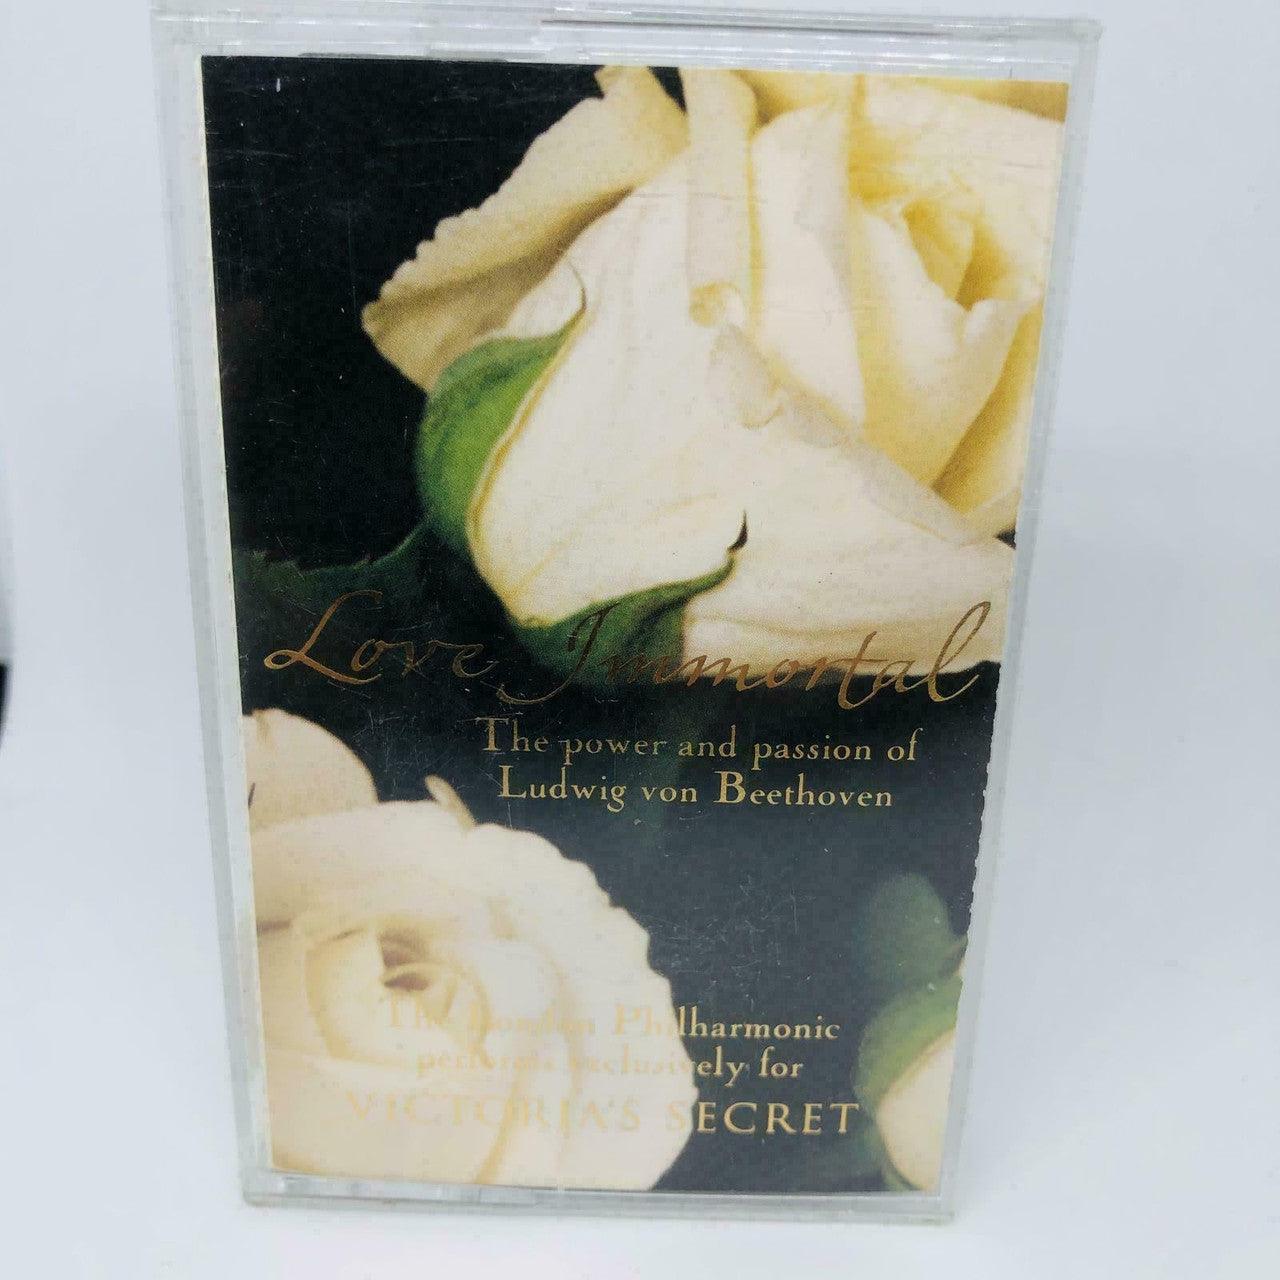 Love Immortal
The power and passion of
Ludwig von Beethoven
The London Philharmonic
performs exclusively for
VICTORIA'S SECRET